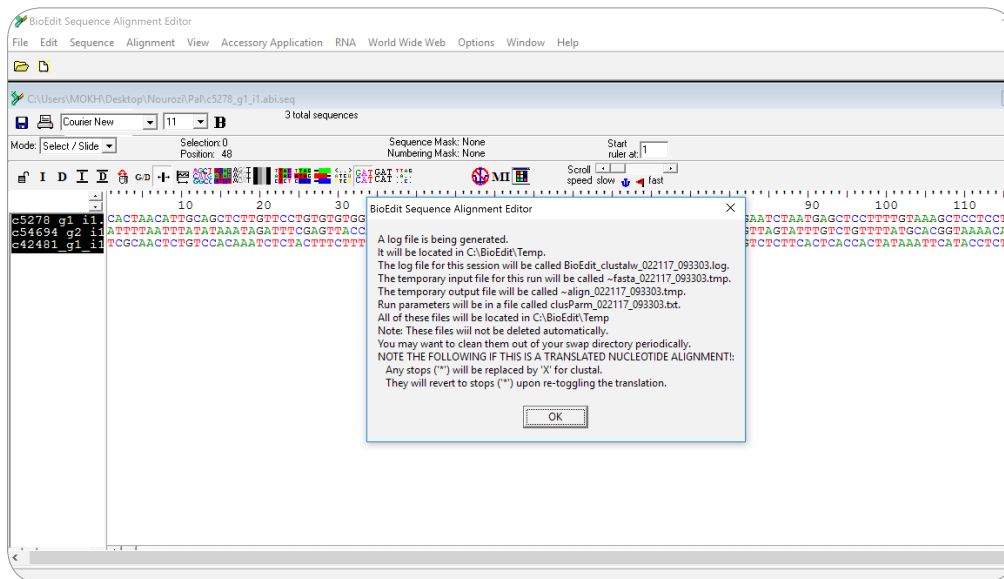 BioEdit Sequence Alignment Editor
File Edit Sequence Alignment View Accessory Application RNA World Wide Web Options Window Help
C:\Users\MOKH\Desktop\Nourozi\Pal\c5278_g1_i1.abi.seq
Courier New 11 B 3 total sequences
Mode: Select / Slide Selection: 0 Sequence Mask: None Start
Position: 48 Numbering Mask: None ruler at: 1
I D I D G/D MII Scroll
speed slow fast
10 20 30 90 100 110
c5278 g1 i1. CACTAACATTGCAGCTCTTGTTCCTGTGTGTGG GAATCTAATGAGCTCCTTTTGTAAAGCTCCTCCT
c54694 g2 i1 ATTTTAATTTATATAAATAGATTTCGAGTTACC GTTAGTATTTGTCTGTTTATGCACGGTAAAACA
c42481_g1_i1 TCGCAACTCTGTCCACAAATCTCTACTTTCTTT GTCTCTTCACTCACCACTATAAATTCATACCTCT
BioEdit Sequence Alignment Editor
A log file is being generated.
It will be located in C:\BioEdit\Temp.
The log file for this session will be called BioEdit_clustalw_022117_093303.log.
The temporary input file for this run will be called ~fasta_022117_093303.tmp.
The temporary output file will be called ~align_022117_093303.tmp.
Run parameters will be in a file called clusParm_022117_093303.txt.
All of these files will be located in C:\BioEdit\Temp
Note: These files wiil not be deleted automatically.
You may want to clean them out of your swap directory periodically.
NOTE THE FOLLOWING IF THIS IS A TRANSLATED NUCLEOTIDE ALIGNMENT!:
Any stops ('*') will be replaced by 'X' for clustal.
They will revert to stops ('*') upon re-toggling the translation.
OK